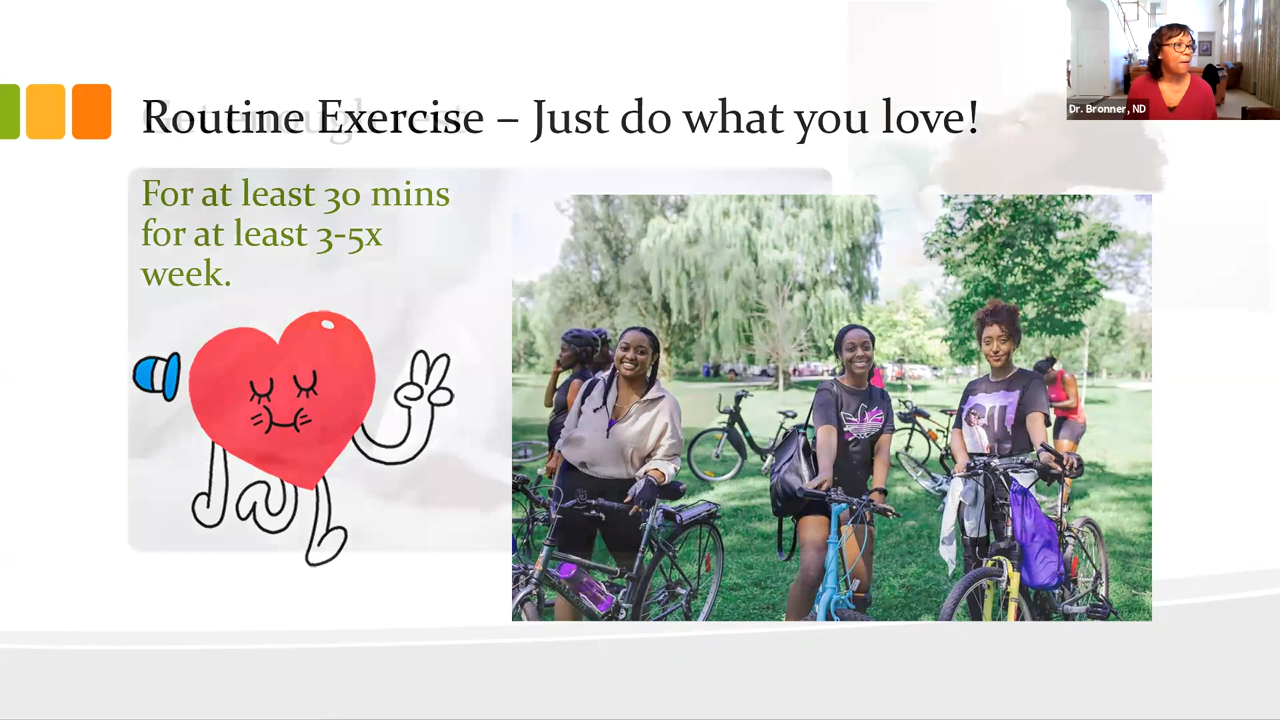 Routine Exercise – Just do what you love!
For at least 30 mins
for at least 3-5x
week.
Dr. Bronner, ND